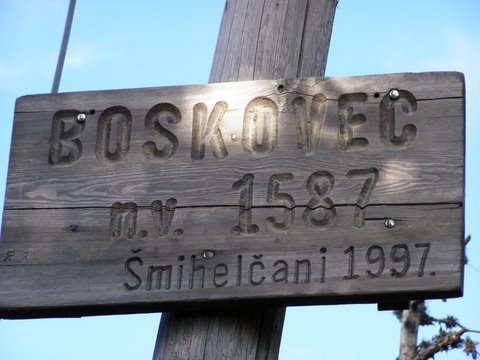 BOSKOVEC
n.v. 1587
Šmihelčani 1997.